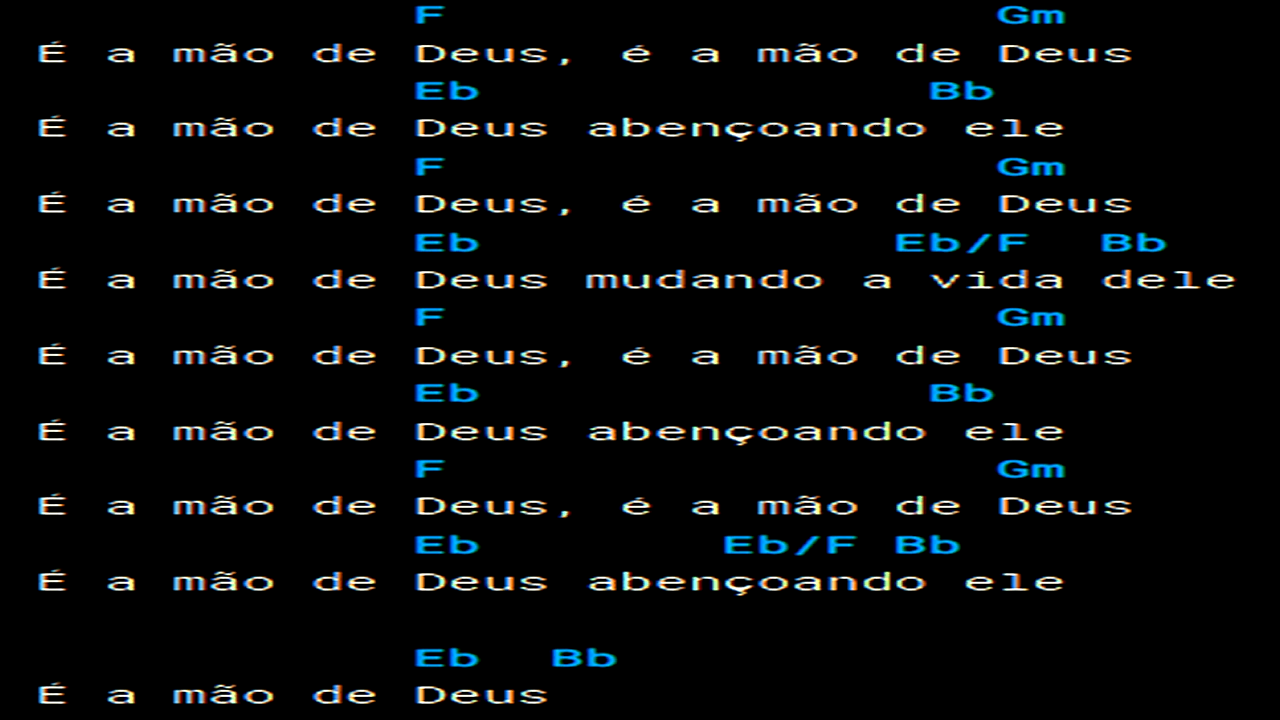 F Gm
É a mão de Deus, é a mão de Deus
Eb Bb
É a mão de Deus abençoando ele
F Gm
É a mão de Deus, é a mão de Deus
Eb Eb/F Bb
É a mão de Deus mudando a vida dele
F Gm
É a mão de Deus, é a mão de Deus
Eb Bb
É a mão de Deus abençoando ele
F Gm
É a mão de Deus, é a mão de Deus
Eb Eb/F Bb
É a mão de Deus abençoando ele
Eb Bb
É a mão de Deus